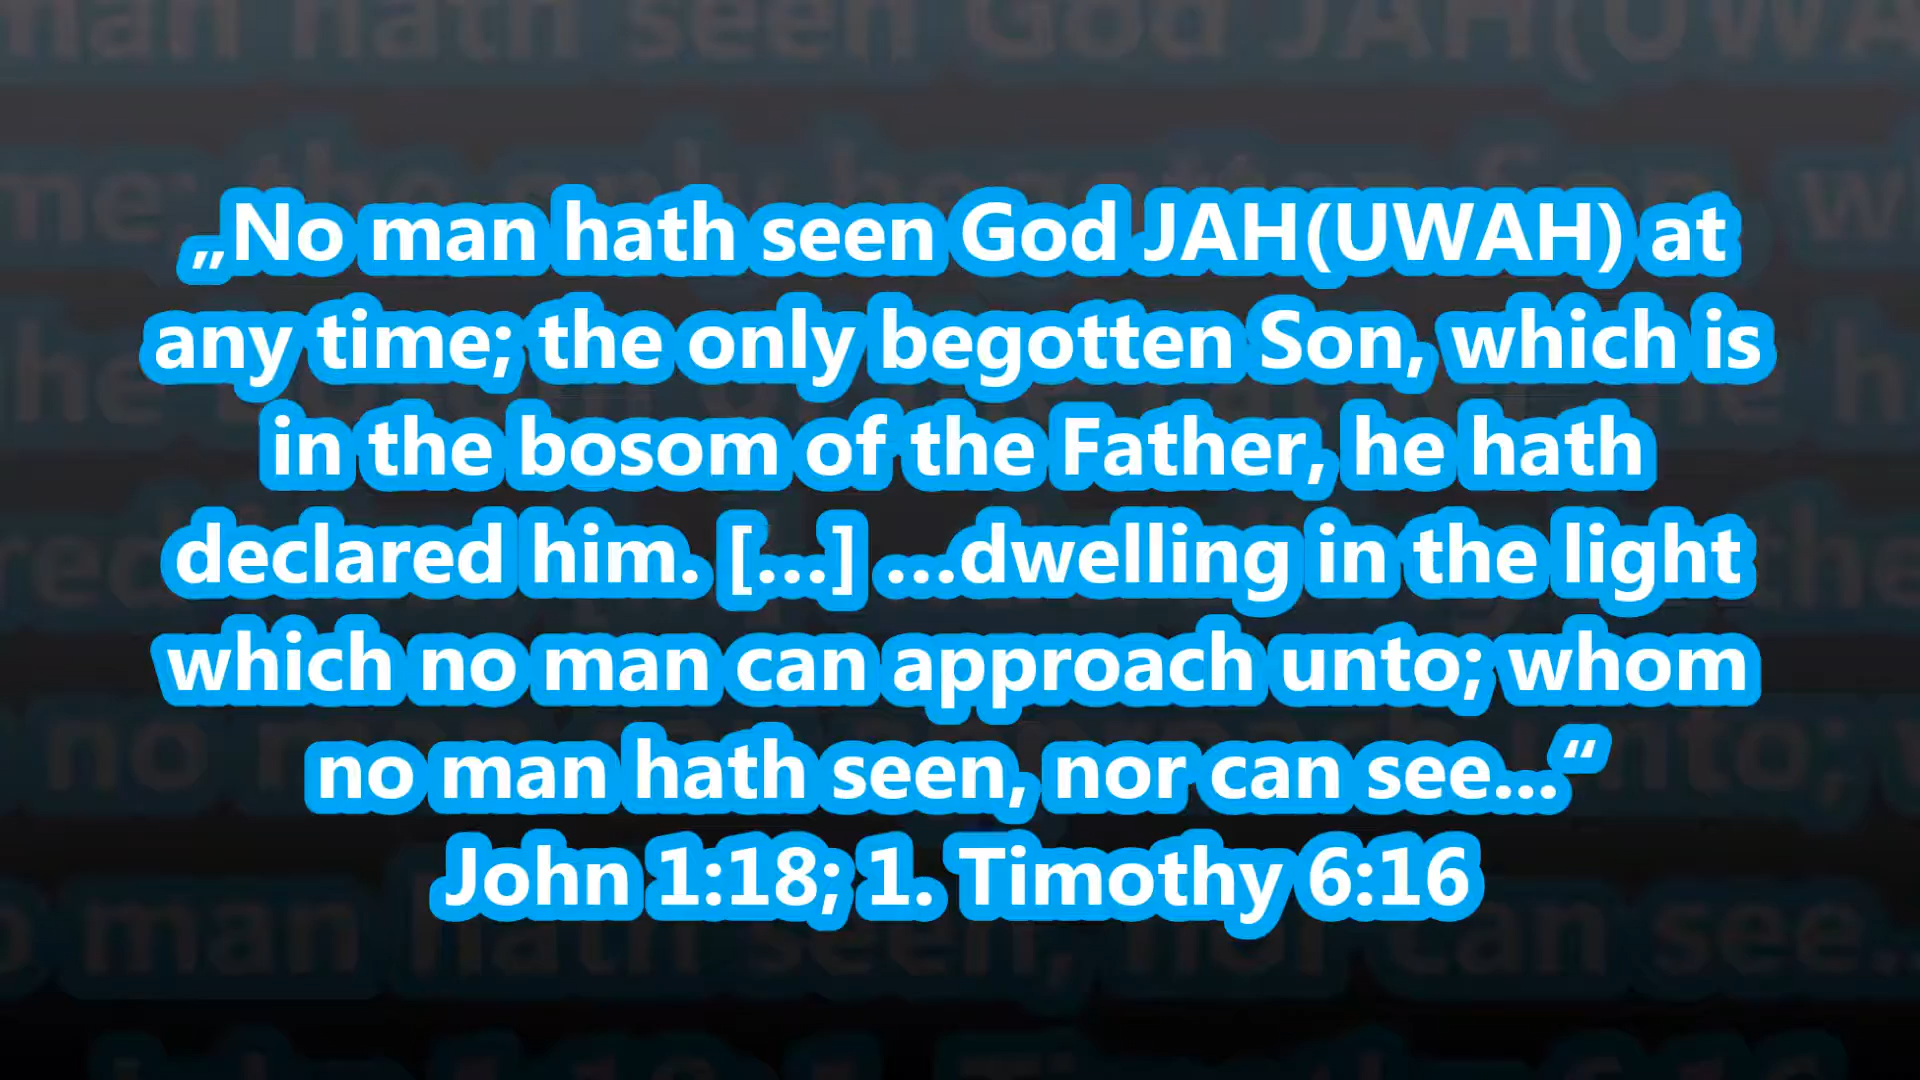 „No man hath seen God JAH(UWAH) at
any time; the only begotten Son, which is
in the bosom of the Father, he hath
declared him. [...] ...dwelling in the light
which no man can approach unto; whom
no man hath seen, nor can see...“
John 1:18; 1. Timothy 6:16